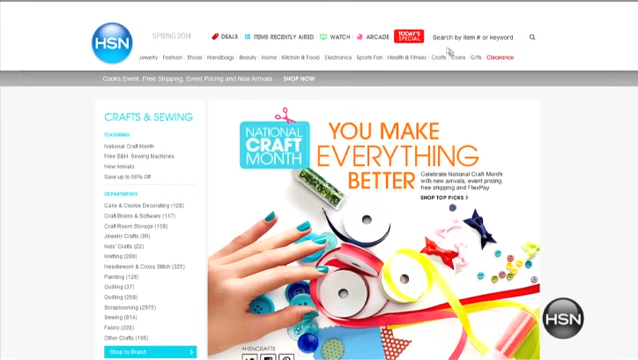 HSN
SPRING 2014
DEALS
ITEMS RECENTLY AIRED
WATCH
ARCADE
TODAY'S SPECIAL
Search by item # or keyword
Jewelry Fashion Shoes Handbags Beauty Home Kitchen & Food Electronics Sports Fan Health & Fitness Crafts Coins Gifts Clearance
Cooks Event. Free Shipping, Event Pricing and New Arrivals. SHOP NOW
CRAFTS & SEWING
FEATURING
National Craft Month
Free S&H: Sewing Machines
New Arrivals
Save up to 50% Off
DEPARTMENTS
Cake & Cookie Decorating (128)
Craft Books & Software (117)
Craft Room Storage (158)
Jewelry Crafts (90)
Kids' Crafts (22)
Knitting (288)
Needlework & Cross Stitch (325)
Painting (129)
Quilling (37)
Quilting (258)
Scrapbooking (2975)
Sewing (914)
Fabric (228)
Other Crafts (195)
Shop by Brand
NATIONAL
CRAFT
MONTH
YOU MAKE
EVERYTHING
BETTER
Celebrate National Craft Month
with new arrivals, event pricing,
free shipping and FlexPay
SHOP TOP PICKS
#HSNCRAFTS
HSN